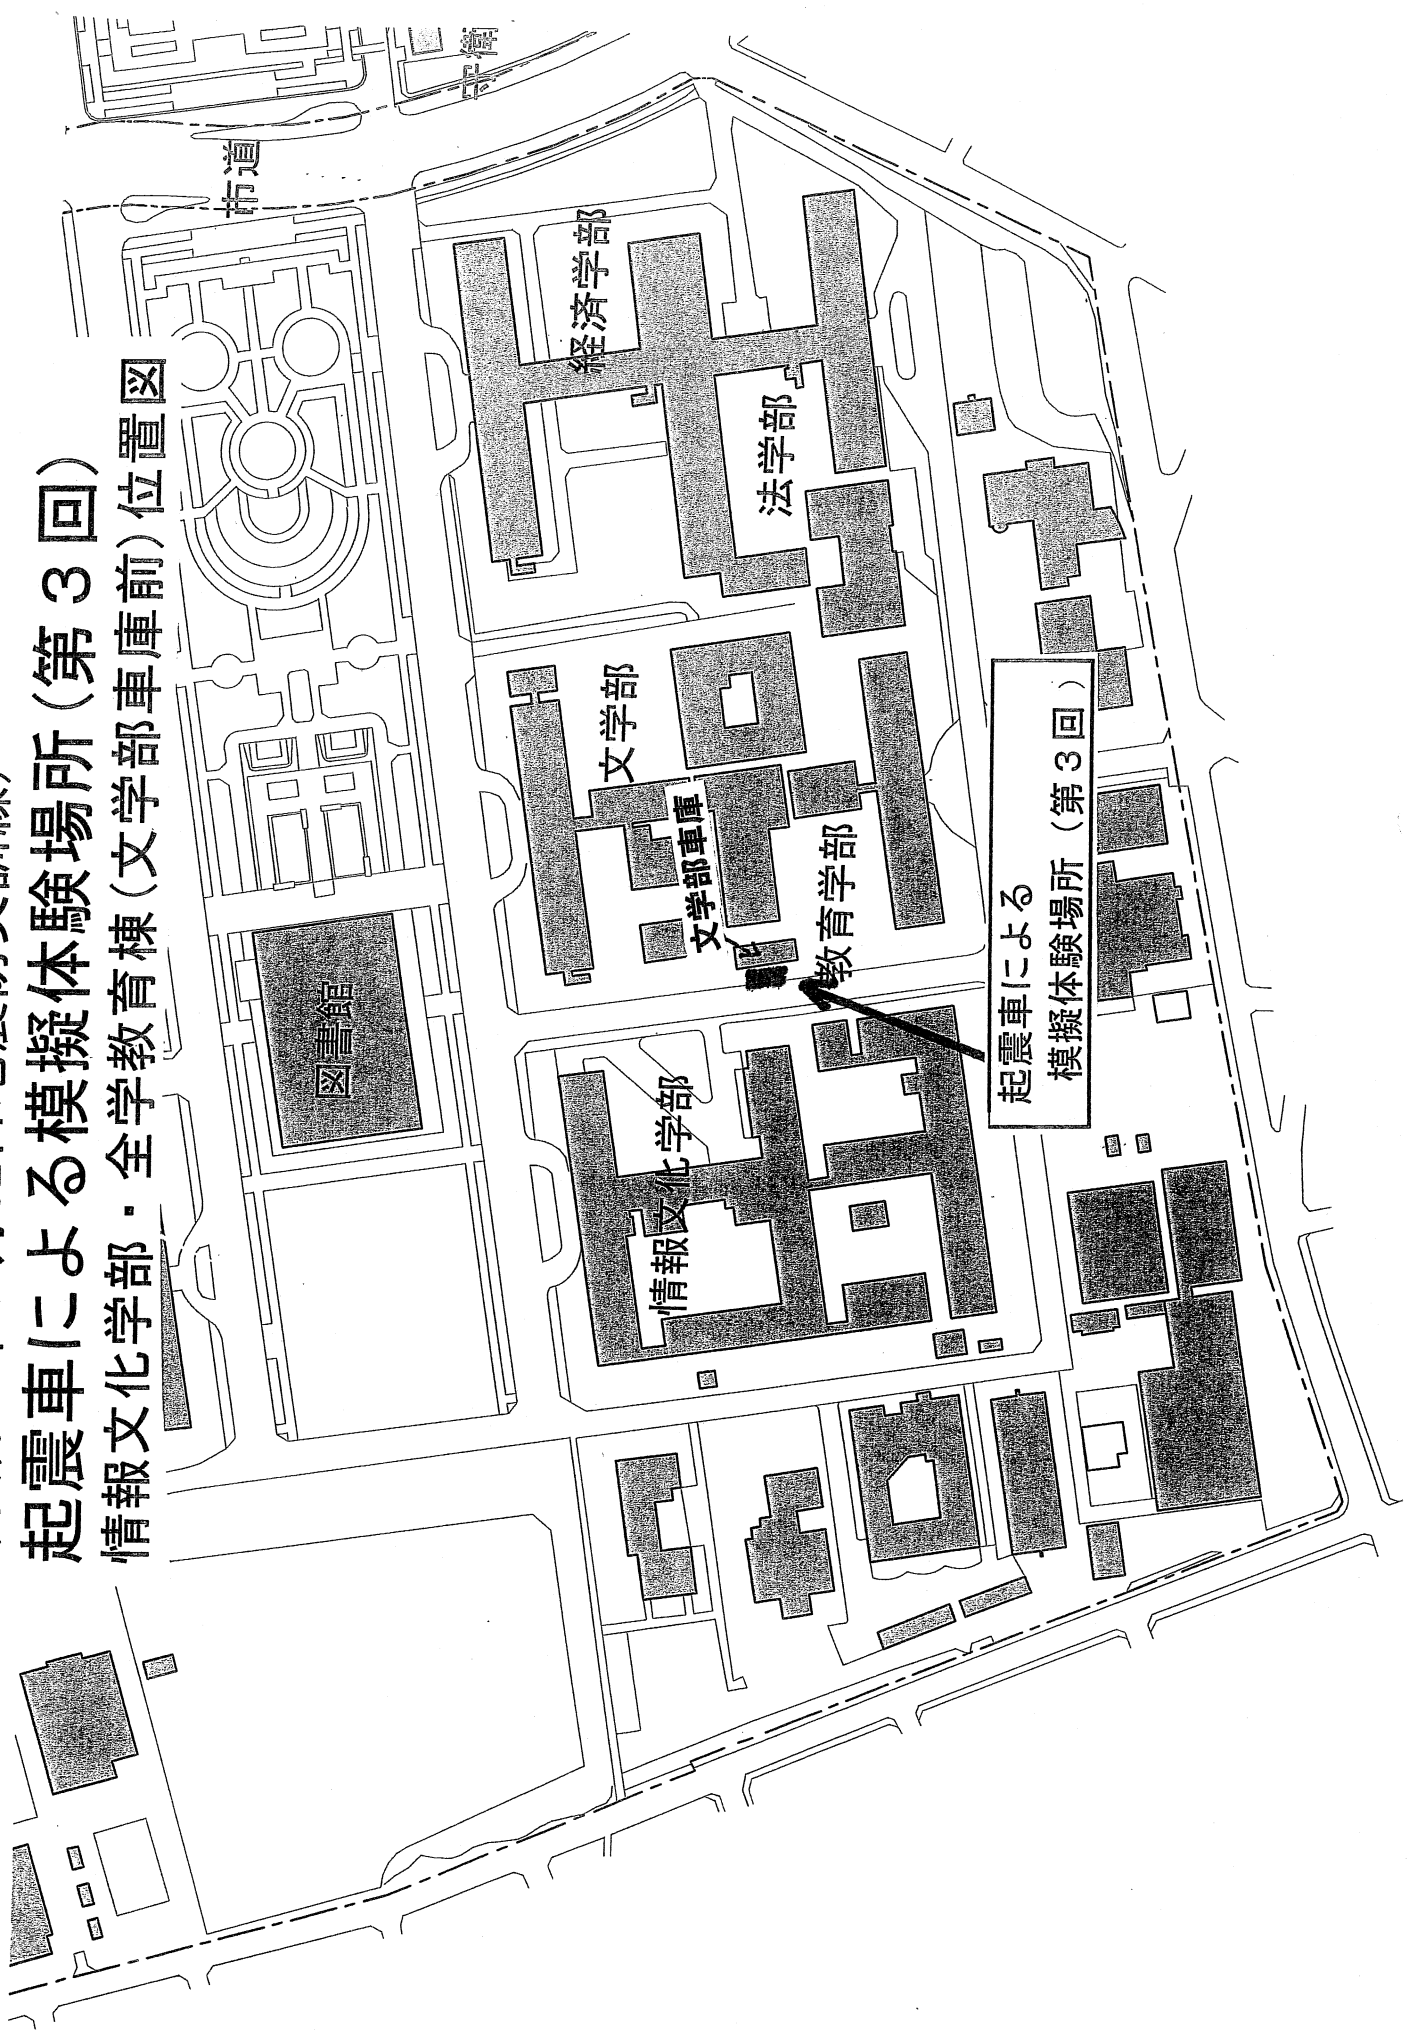 起震車による模擬体験場所（第３回）
情報文化学部・全学教育棟（文学部車庫前）位置図
市道
図書館
経済学部
法学部
文学部
文学部車庫
教育学部
情報文化学部
起震車による
模擬体験場所（第３回）